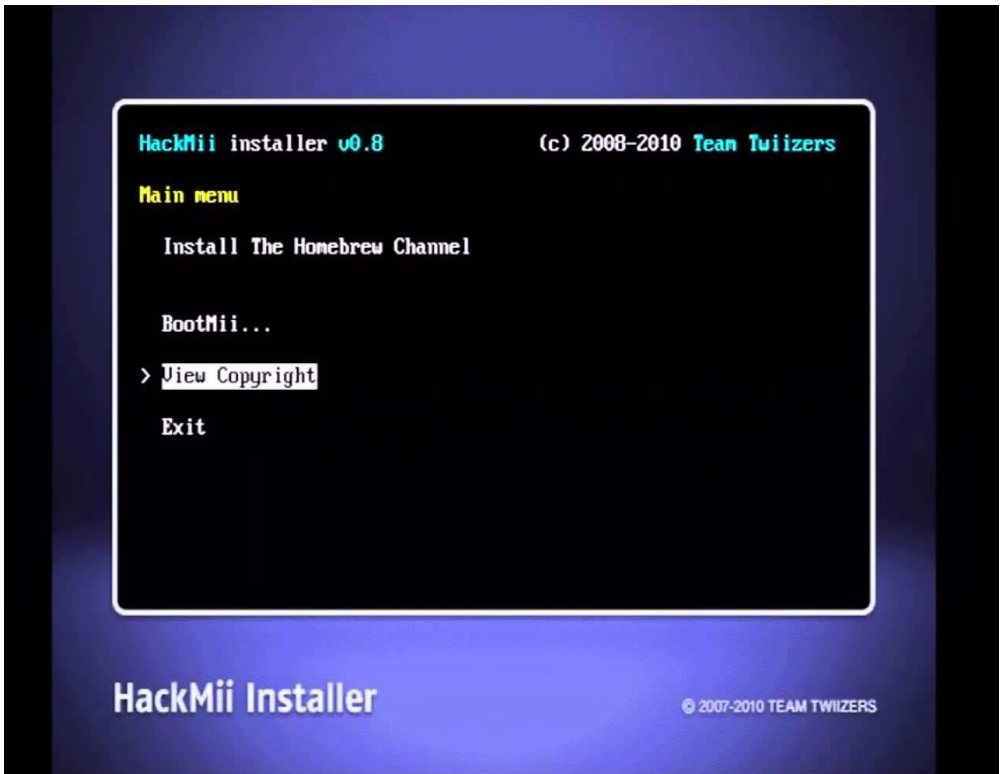 HackMii installer v0.8 (c) 2008-2010 Team Twiizers
Main menu
Install The Homebrew Channel
BootMii...
> View Copyright
Exit
HackMii Installer © 2007-2010 TEAM TWIIZERS